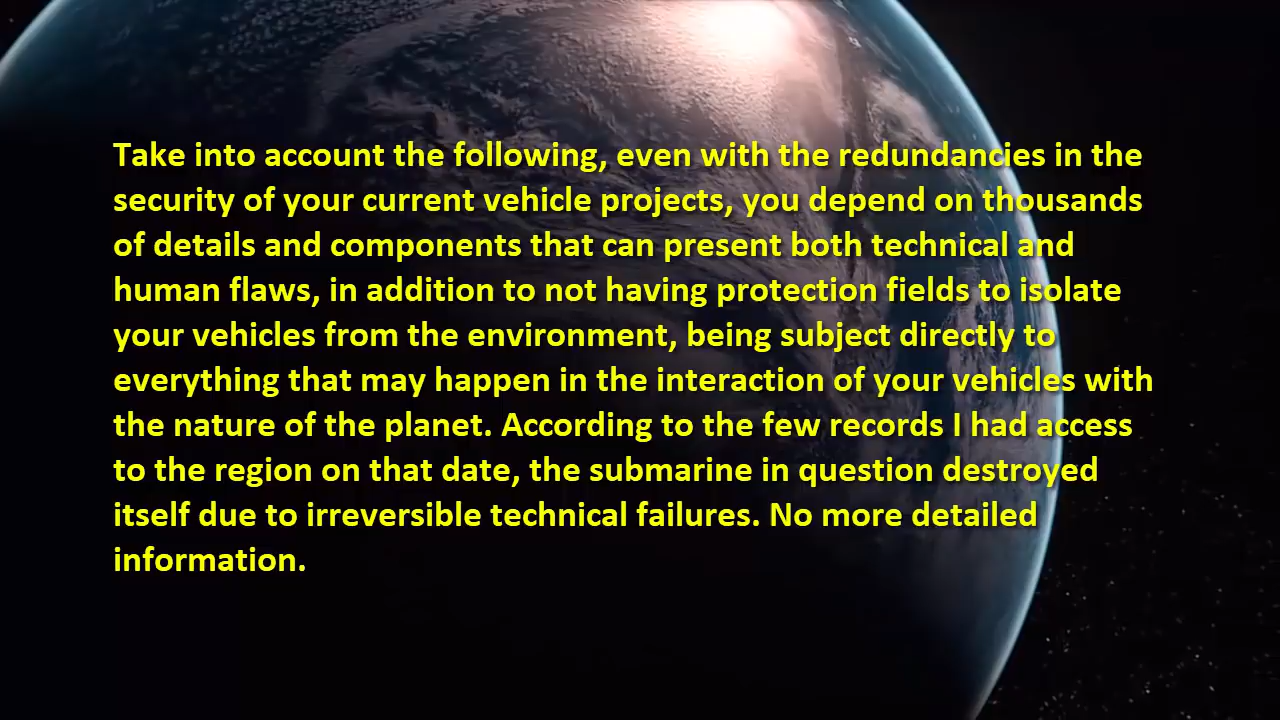 Take into account the following, even with the redundancies in the
security of your current vehicle projects, you depend on thousands
of details and components that can present both technical and
human flaws, in addition to not having protection fields to isolate
your vehicles from the environment, being subject directly to
everything that may happen in the interaction of your vehicles with
the nature of the planet. According to the few records I had access
to the region on that date, the submarine in question destroyed
itself due to irreversible technical failures. No more detailed
information.